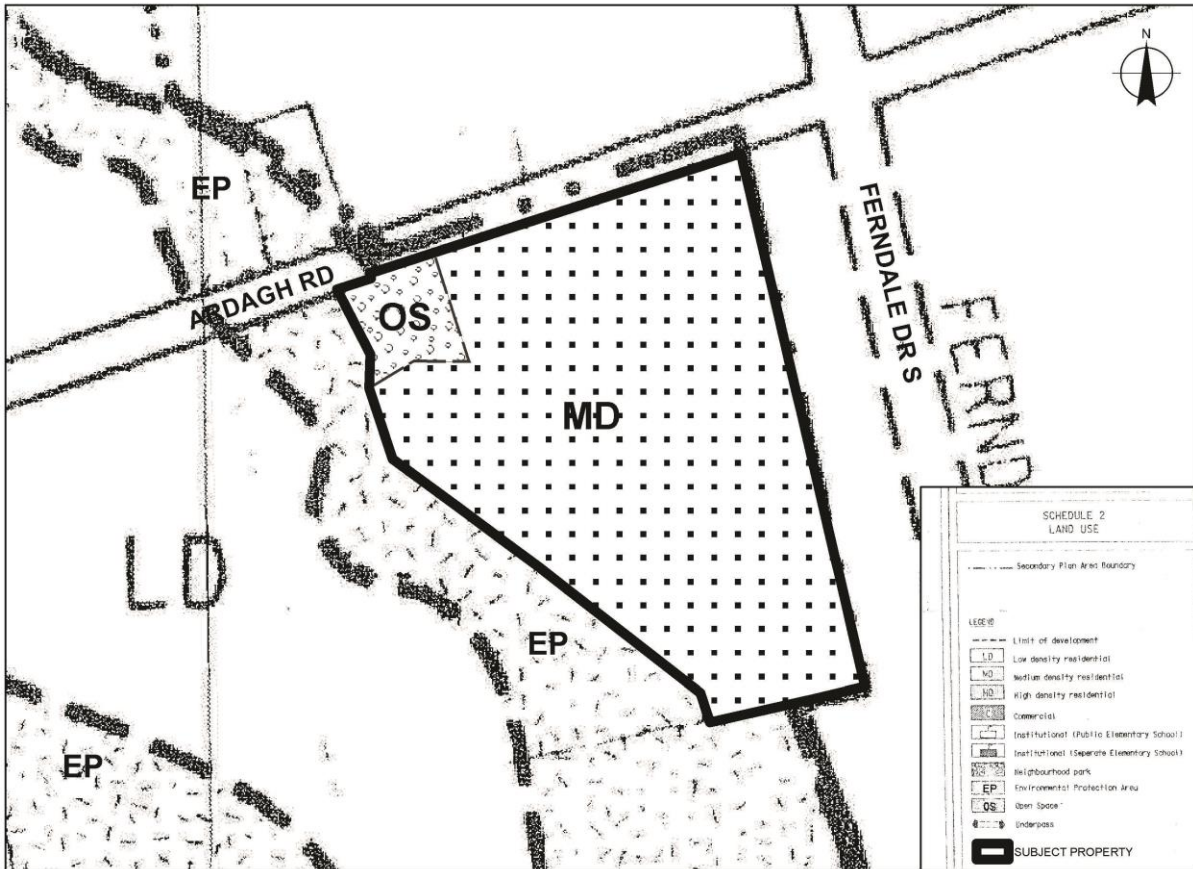 N
EP
ARDAGH RD
OS
FERNDALE DR S
FERND
MD
LD
EP
EP
SCHEDULE 2
LAND USE
Secondary Plan Area Boundary
LEGEND
Limit of development
LD Low density residential
MD Medium density residential
HD High density residential
C Commercial
Institutional (Public Elementary School)
Institutional (Seperate Elementary School)
Neighbourhood park
EP Environmental Protection Area
OS Open Space
Underpass
SUBJECT PROPERTY